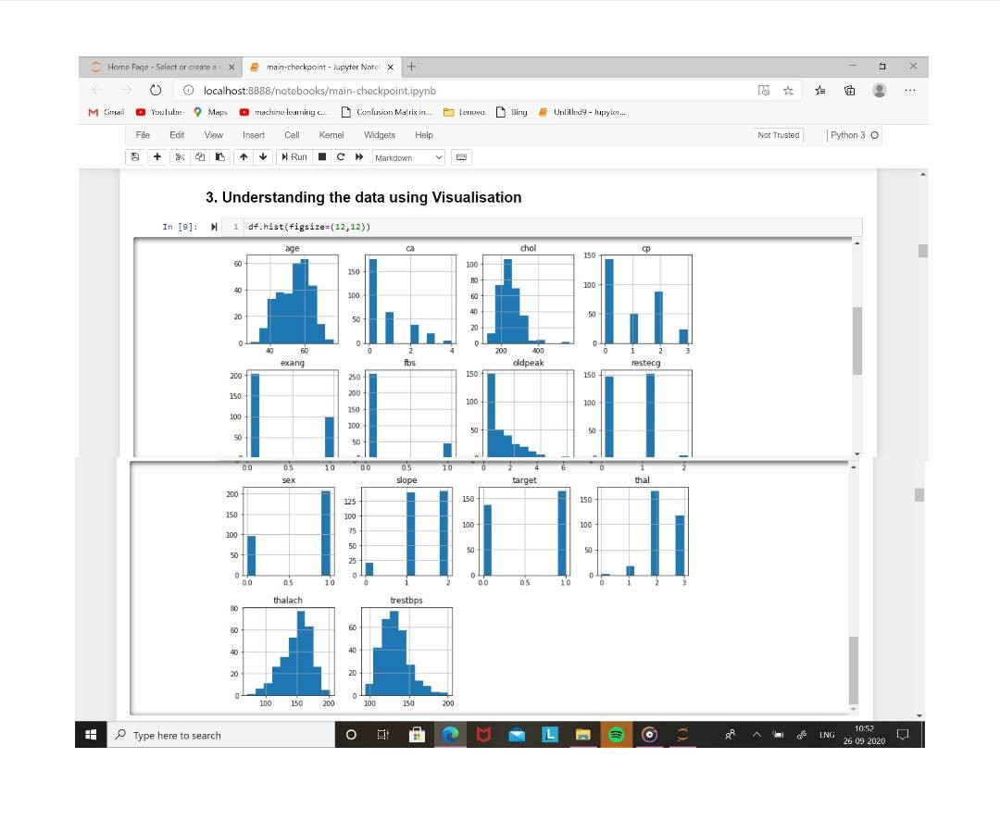 Home Page - Select or create a n
main-checkpoint - Jupyter Note
localhost:8888/notebooks/main-checkpoint.ipynb
Gmail YouTube Maps machine learning c... Confusion Matrix in... Lenovo Bing Untitled9 - Jupyter...
File Edit View Insert Cell Kernel Widgets Help Not Trusted Python 3
Run Markdown
3. Understanding the data using Visualisation
In [9]: 1 df.hist(figsize=(12,12))
age ca chol cp
60 40 20 0
150 100 50 0
100 80 60 40 20 0
150 100 50 0
40 60 0 2 4 200 400 0 1 2 3
exang fbs oldpeak restecg
200 150 100 50 0
250 200 150 100 50 0
150 100 50 0
150 100 50 0
0.0 0.5 1.0 0.0 0.5 1.0 0 2 4 6 0 1 2
sex slope target thal
200 150 100 50 0
125 100 75 50 25 0
150 100 50 0
150 100 50 0
0.0 0.5 1.0 0 1 2 0.0 0.5 1.0 0 1 2 3
thalach trestbps
80 60 40 20 0
60 40 20 0
100 150 200 100 150 200
Type here to search
ENG
10:52
26-09-2020